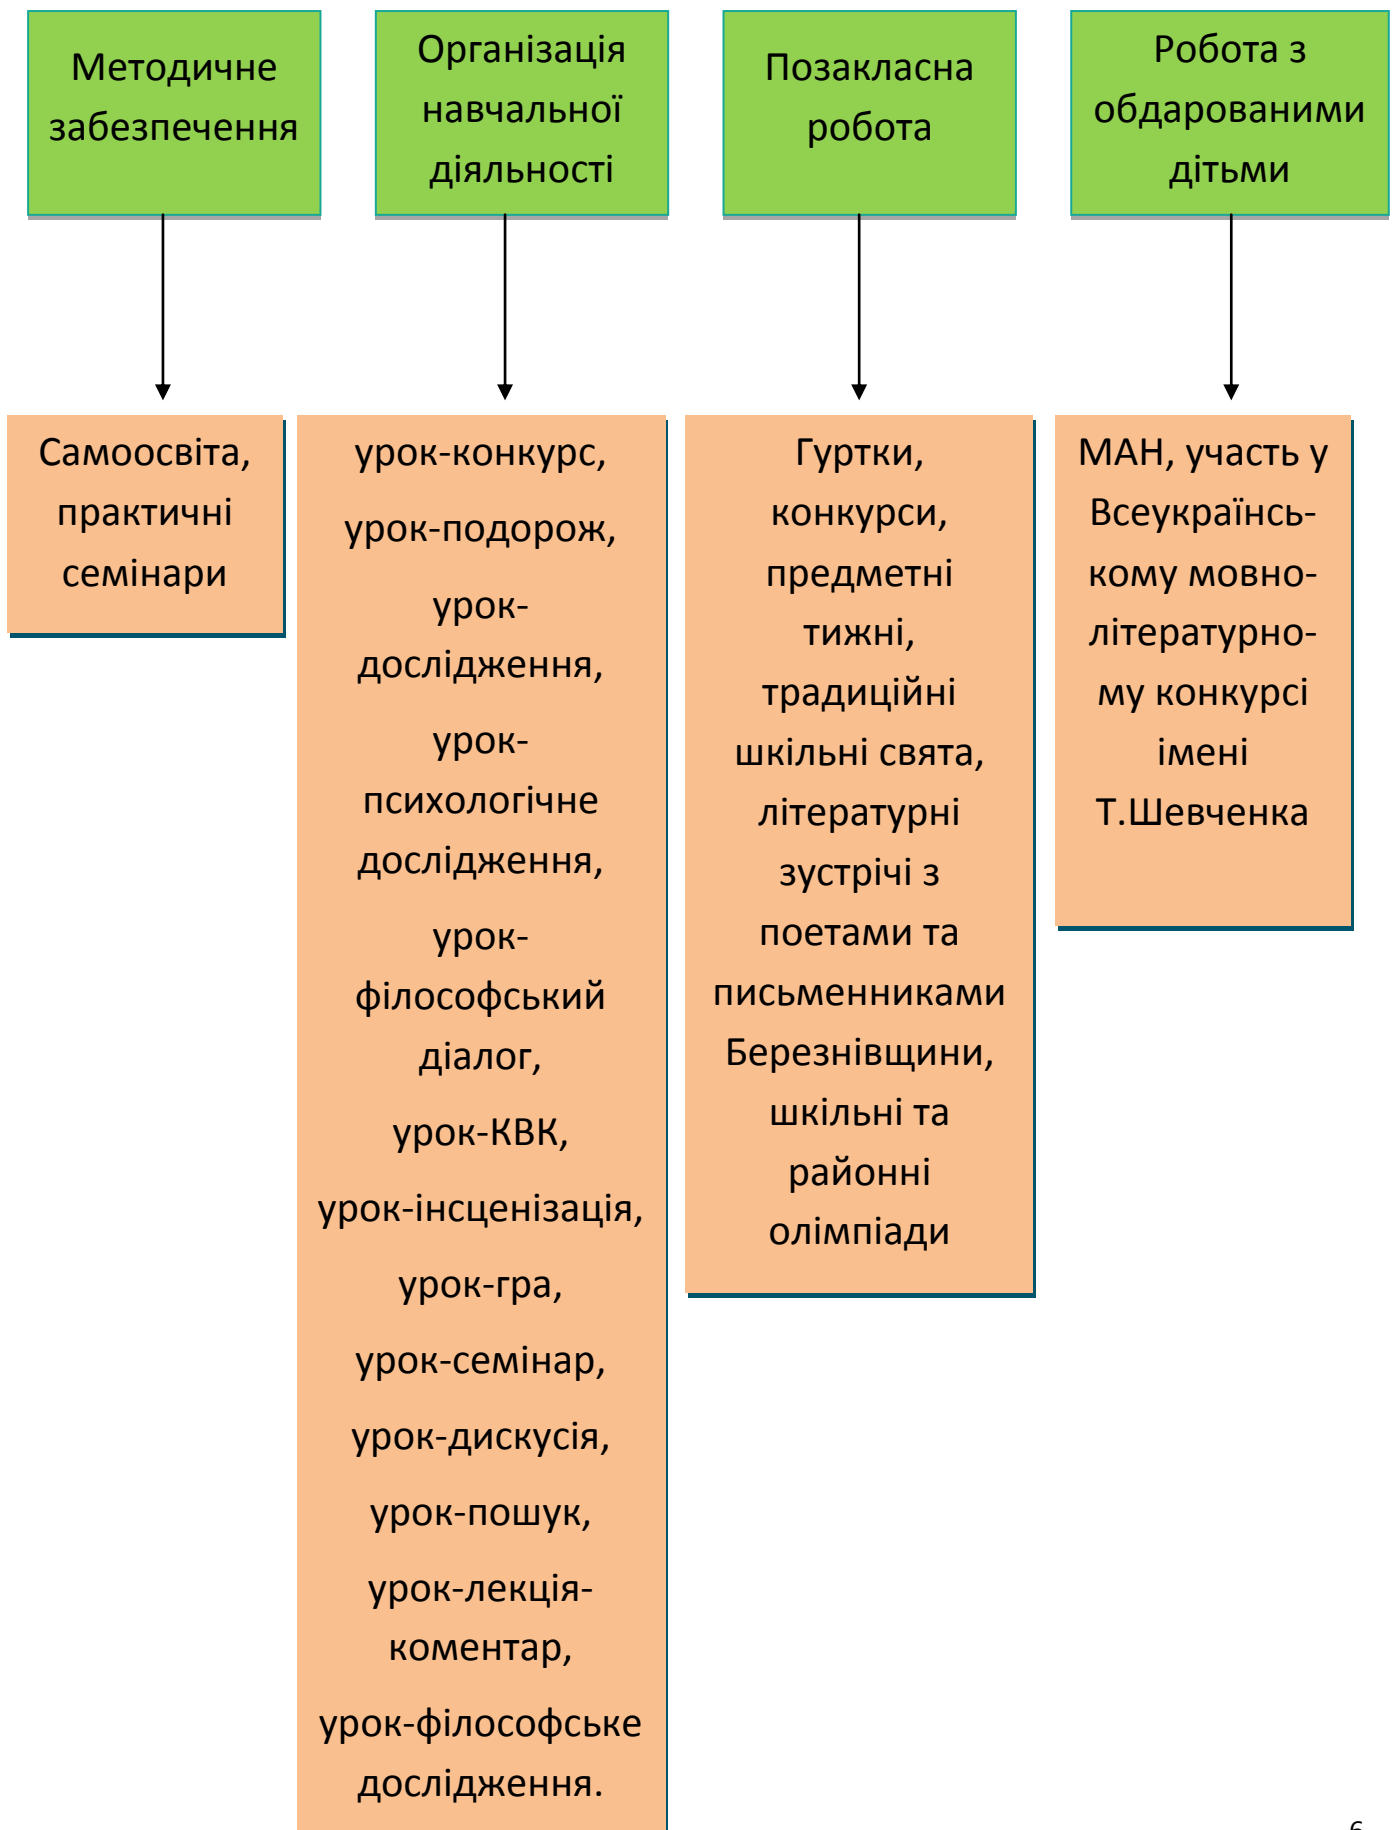 Методичне
забезпечення
Організація
навчальної
діяльності
Позакласна
робота
Робота з
обдарованими
дітьми
Самоосвіта,
практичні
семінари
урок-конкурс,
урок-подорож,
урок-
дослідження,
урок-
психологічне
дослідження,
урок-
філософський
діалог,
урок-КВК,
урок-інсценізація,
урок-гра,
урок-семінар,
урок-дискусія,
урок-пошук,
урок-лекція-
коментар,
урок-філософське
дослідження.
Гуртки,
конкурси,
предметні
тижні,
традиційні
шкільні свята,
літературні
зустрічі з
поетами та
письменниками
Березнівщини,
шкільні та
районні
олімпіади
МАН, участь у
Всеукраїнсь-
кому мовно-
літературно-
му конкурсі
імені
Т.Шевченка
6